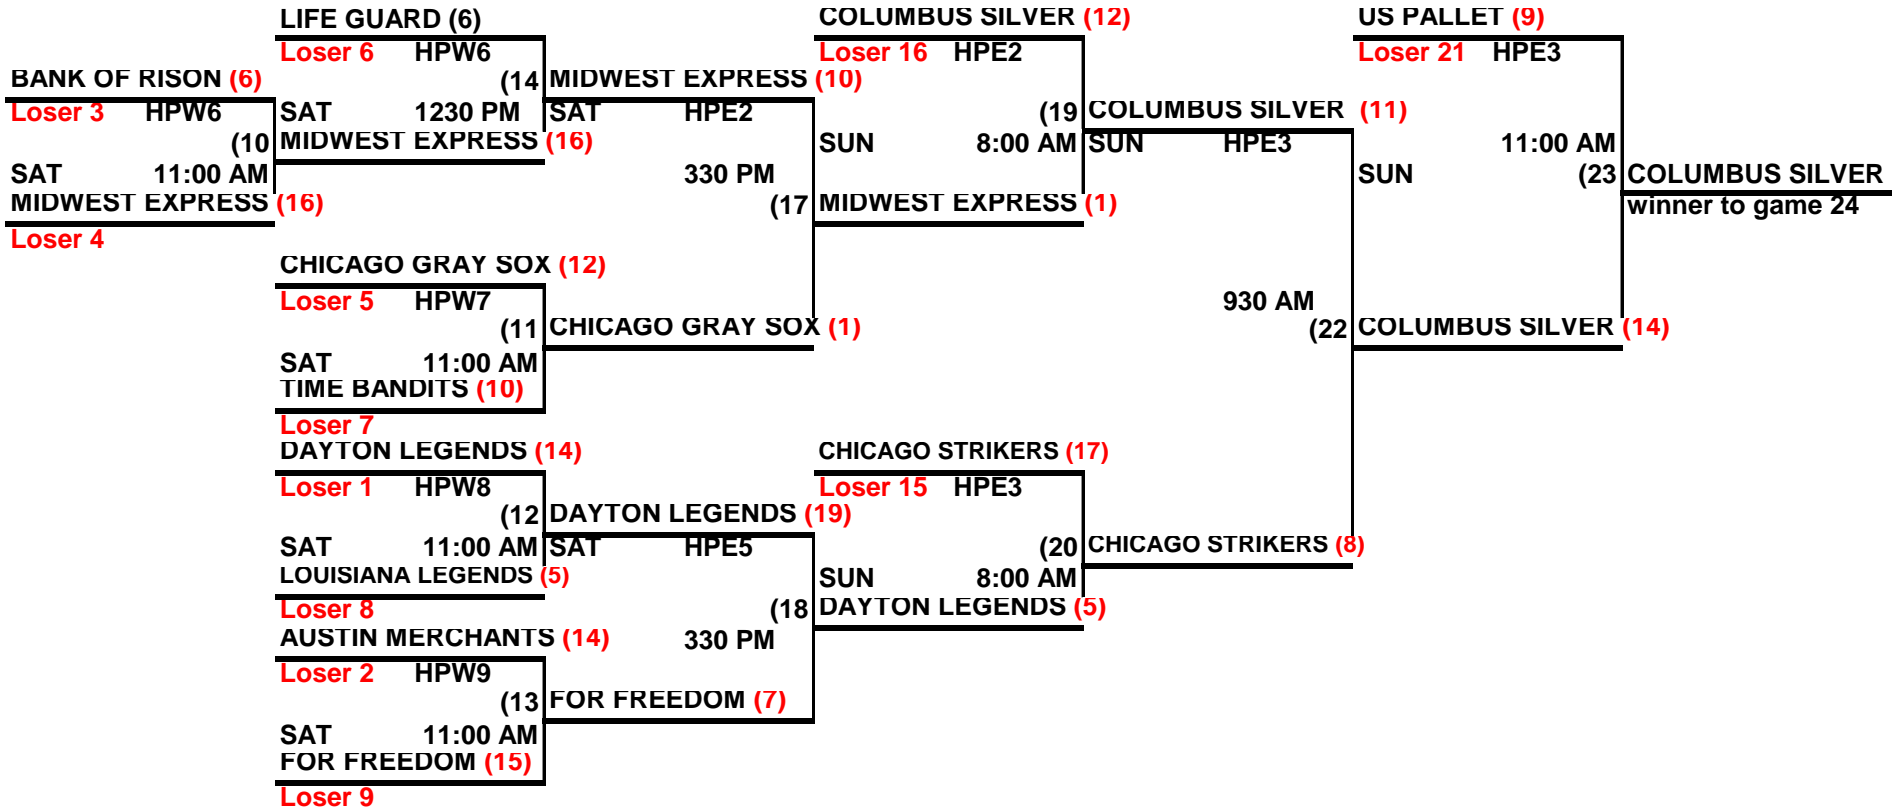 LIFE GUARD (6)
COLUMBUS SILVER (12)
US PALLET (9)
Loser 6 HPW6
Loser 16 HPE2
Loser 21 HPE3
BANK OF RISON (6)
(14 MIDWEST EXPRESS (10)
Loser 3 HPW6
SAT 1230 PM SAT HPE2
(19 COLUMBUS SILVER (11)
(10 MIDWEST EXPRESS (16)
SUN 8:00 AM SUN HPE3
11:00 AM
SAT 11:00 AM
330 PM
SUN (23 COLUMBUS SILVER
MIDWEST EXPRESS (16)
(17 MIDWEST EXPRESS (1)
winner to game 24
Loser 4
CHICAGO GRAY SOX (12)
Loser 5 HPW7
930 AM
(11 CHICAGO GRAY SOX (1)
(22 COLUMBUS SILVER (14)
SAT 11:00 AM
TIME BANDITS (10)
Loser 7
DAYTON LEGENDS (14)
CHICAGO STRIKERS (17)
Loser 1 HPW8
Loser 15 HPE3
(12 DAYTON LEGENDS (19)
SAT 11:00 AM SAT HPE5
(20 CHICAGO STRIKERS (8)
LOUISIANA LEGENDS (5)
SUN 8:00 AM
Loser 8
(18 DAYTON LEGENDS (5)
AUSTIN MERCHANTS (14)
330 PM
Loser 2 HPW9
(13 FOR FREEDOM (7)
SAT 11:00 AM
FOR FREEDOM (15)
Loser 9